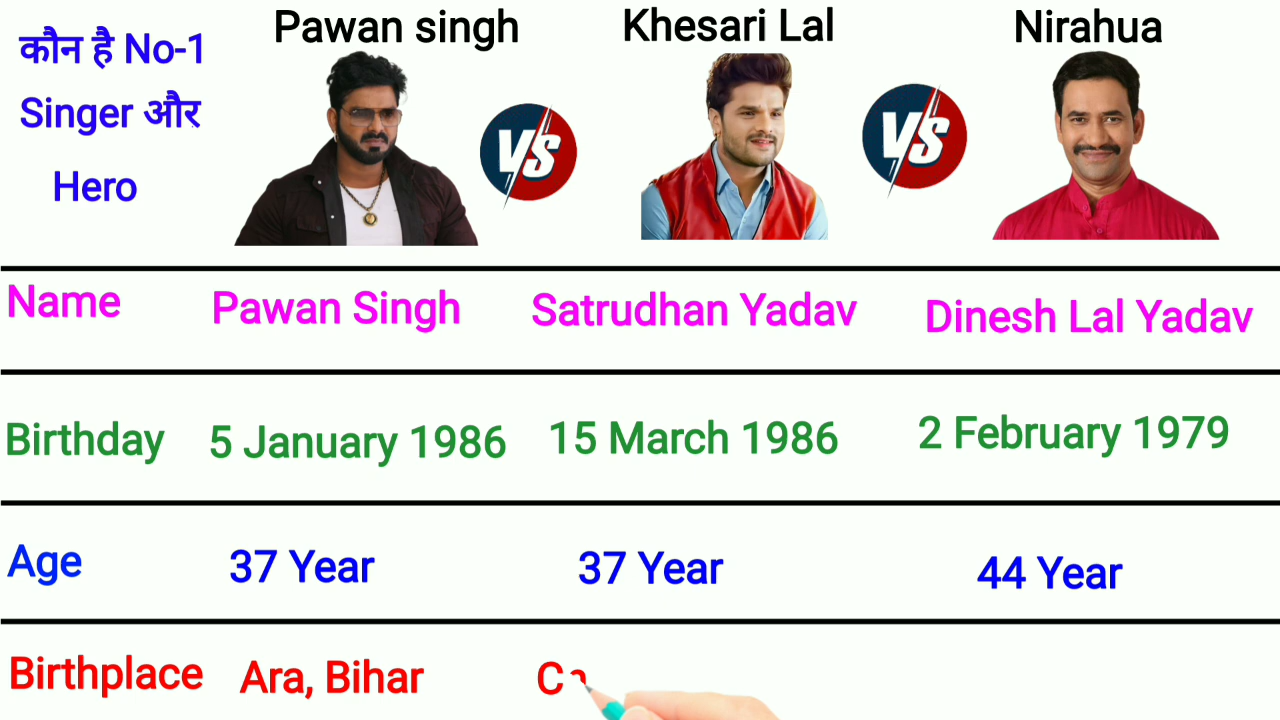 कौन है No-1
Singer और
Hero
Pawan singh
VS
Khesari Lal
VS
Nirahua
Name Pawan Singh Satrudhan Yadav Dinesh Lal Yadav
Birthday 5 January 1986 15 March 1986 2 February 1979
Age 37 Year 37 Year 44 Year
Birthplace Ara, Bihar